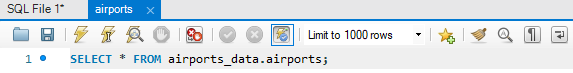 SQL File 1* airports
Limit to 1000 rows
1 SELECT * FROM airports_data.airports;